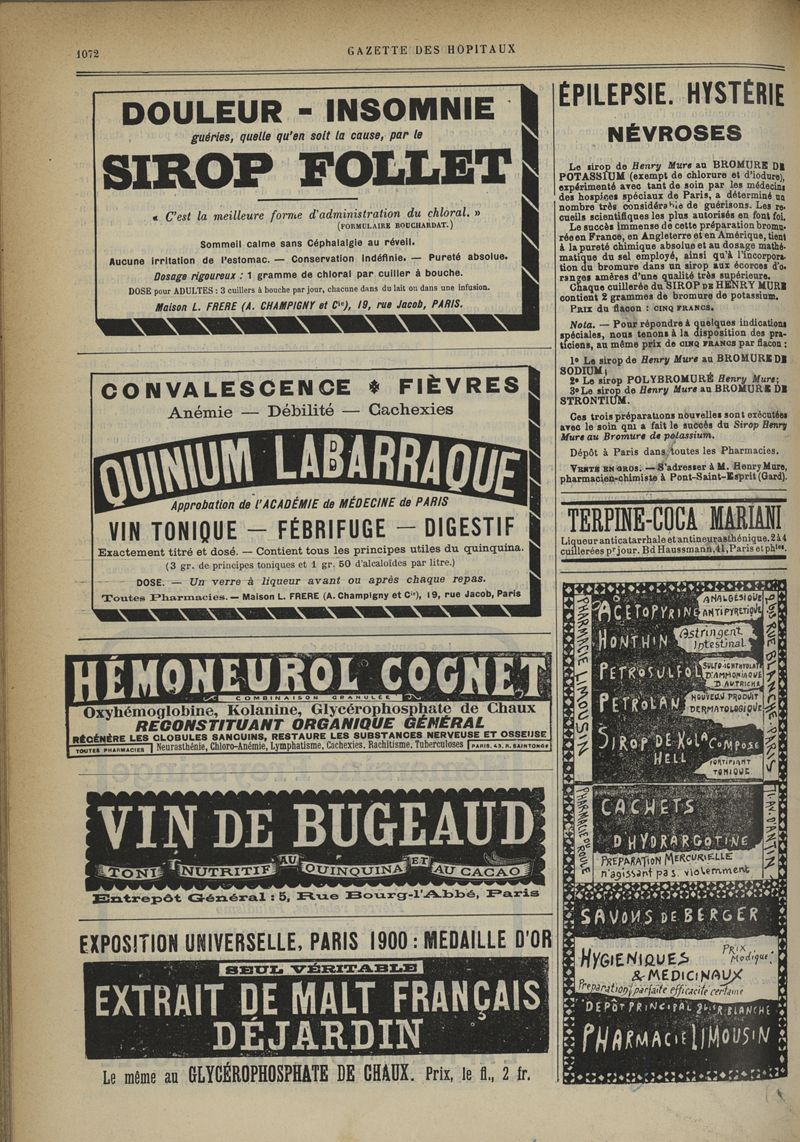 1072
GAZETTE DES HOPITAUX
DOULEUR - INSOMNIE
guéries, quelle qu'en soit la cause, par le
SIROP FOLLET
« C'est la meilleure forme d'administration du chloral. »
(FORMULAIRE BOUCHARDAT.)
Sommeil calme sans Céphalalgie au réveil.
Aucune irritation de l'estomac. — Conservation indéfinie. — Pureté absolue.
Dosage rigoureux : 1 gramme de chloral par cuiller à bouche.
DOSE pour ADULTES : 3 cuillers à bouche par jour, chacune dans du lait ou dans une infusion.
Maison L. FRERE (A. CHAMPIGNY et Cie), 19, rue Jacob, PARIS.
CONVALESCENCE * FIÈVRES
Anémie — Débilité — Cachexies
QUINIUM LABARRAQUE
Approbation de l'ACADÉMIE de MÉDECINE de PARIS
VIN TONIQUE — FÉBRIFUGE — DIGESTIF
Exactement titré et dosé. — Contient tous les principes utiles du quinquina.
(3 gr. de principes toniques et 1 gr. 50 d'alcaloïdes par litre.)
DOSE. — Un verre à liqueur avant ou après chaque repas.
Toutes Pharmacies. — Maison L. FRERE (A. Champigny et Cie), 19, rue Jacob, Paris
HÉMONEUROL COGNET
COMBINAISON GRANULÉE
Oxyhémoglobine, Kolanine, Glycérophosphate de Chaux
RECONSTITUANT ORGANIQUE GÉNÉRAL
RÉGÉNÈRE LES GLOBULES SANGUINS, RESTAURE LES SUBSTANCES NERVEUSE ET OSSEUSE
TOUTES PHARMACIES | Neurasthénie, Chloro-Anémie, Lymphatisme, Cachexies, Rachitisme, Tuberculoses | PARIS. 43. R. SAINTONGE
VIN DE BUGEAUD
TONI-NUTRITIF AU QUINQUINA ET AU CACAO
Entrepôt Général : 5, Rue Bourg-l'Abbé, Paris
EXPOSITION UNIVERSELLE, PARIS 1900 : MEDAILLE D'OR
SEUL VÉRITABLE
EXTRAIT DE MALT FRANÇAIS
DÉJARDIN
Le même au GLYCÉROPHOSPHATE DE CHAUX. Prix, le fl., 2 fr.
ÉPILEPSIE. HYSTÉRIE
NÉVROSES
Le sirop de Henry Mure au BROMURE DE
POTASSIUM (exempt de chlorure et d'iodure),
expérimenté avec tant de soin par les médecins
des hospices spéciaux de Paris, a déterminé un
nombre très considérable de guérisons. Les re-
cueils scientifiques les plus autorisés en font foi.
Le succès immense de cette préparation bromu-
rée en France, en Angleterre et en Amérique, tient
à la pureté chimique absolue et au dosage mathé-
matique du sel employé, ainsi qu'à l'incorpora-
tion du bromure dans un sirop aux écorces d'o-
ranges amères d'une qualité très supérieure.
Chaque cuillerée du SIROP DE HENRY MURE
contient 2 grammes de bromure de potassium.
PRIX du flacon : CINQ FRANCS.
Nota. — Pour répondre à quelques indications
spéciales, nous tenons à la disposition des pra-
ticiens, au même prix de CINQ FRANCS par flacon :
1° Le sirop de Henry Mure au BROMURE DE
SODIUM ;
2° Le sirop POLYBROMURÉ Henry Mure;
3° Le sirop de Henry Mure au BROMURE DE
STRONTIUM.
Ces trois préparations nouvelles sont exécutées
avec le soin qui a fait le succès du Sirop Henry
Mure au Bromure de potassium.
Dépôt à Paris dans toutes les Pharmacies.
VENTE EN GROS. — S'adresser à M. Henry Mure,
pharmacien-chimiste à Pont-Saint-Esprit (Gard).
TERPINE-COCA MARIANI
Liqueur anticatarrhale et antineurasthénique. 2 à 4
cuillerées pr jour. Bd Haussmann, 41, Paris et phies.
PHARMACIE LIMOUSIN
ACÉTOPYRINE ANALGÉSIQUE ANTIPYRÉTIQUE
HONTHIN Astringent Intestinal
PETROSULFOL SULFO-ICHTHYOLATE D'AMMONIAQUE D'AUTRICHE
PETROLAN NOUVEAU PRODUIT DERMATOLOGIQUE
SIROP DE KOLA COMPOSÉ
HELL FORTIFIANT TONIQUE
RUE BLANCHE PARIS
PHARMACIE DU ROULE
CACHETS
D'HYDRARGOTINE
PREPARATION MERCURIELLE
n'agissant pas violemment
SAVONS DE BERGER
HYGIENIQUES
& MEDICINAUX
PRIX Modique!
Preparation parfaite efficacité certaine
DEPÔT PRINCIPAL 2bis R BLANCHE
PHARMACIE LIMOUSIN